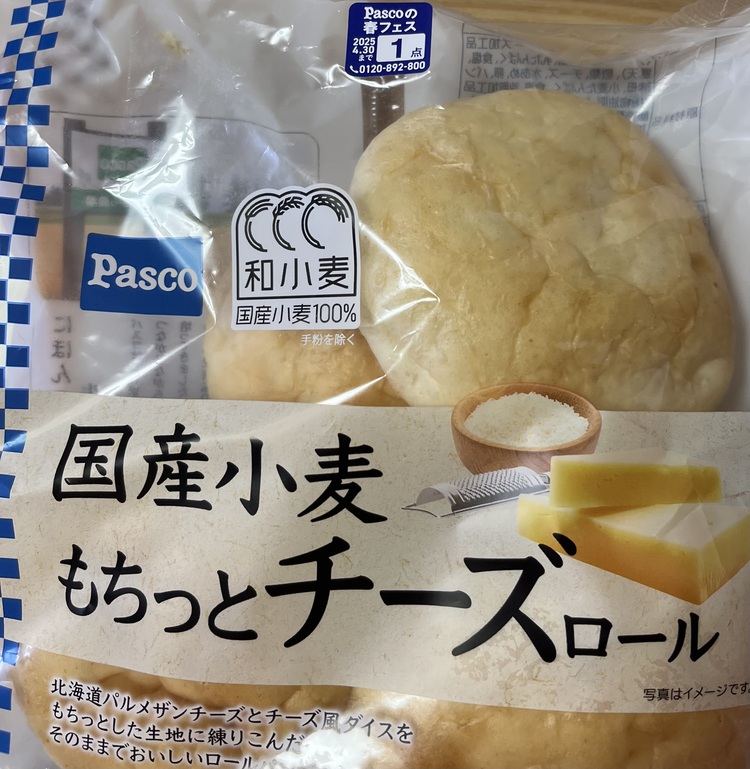 Pascoの
春フェス
2025
4.30
まで
1点
0120-892-800
和小麦
国産小麦100%
手粉を除く
Pasco
にほん
国産小麦
もちっとチーズロール
写真はイメージです
北海道パルメザンチーズとチーズ風ダイスを
もちっとした生地に練りこんだ
そのままでおいしいロール